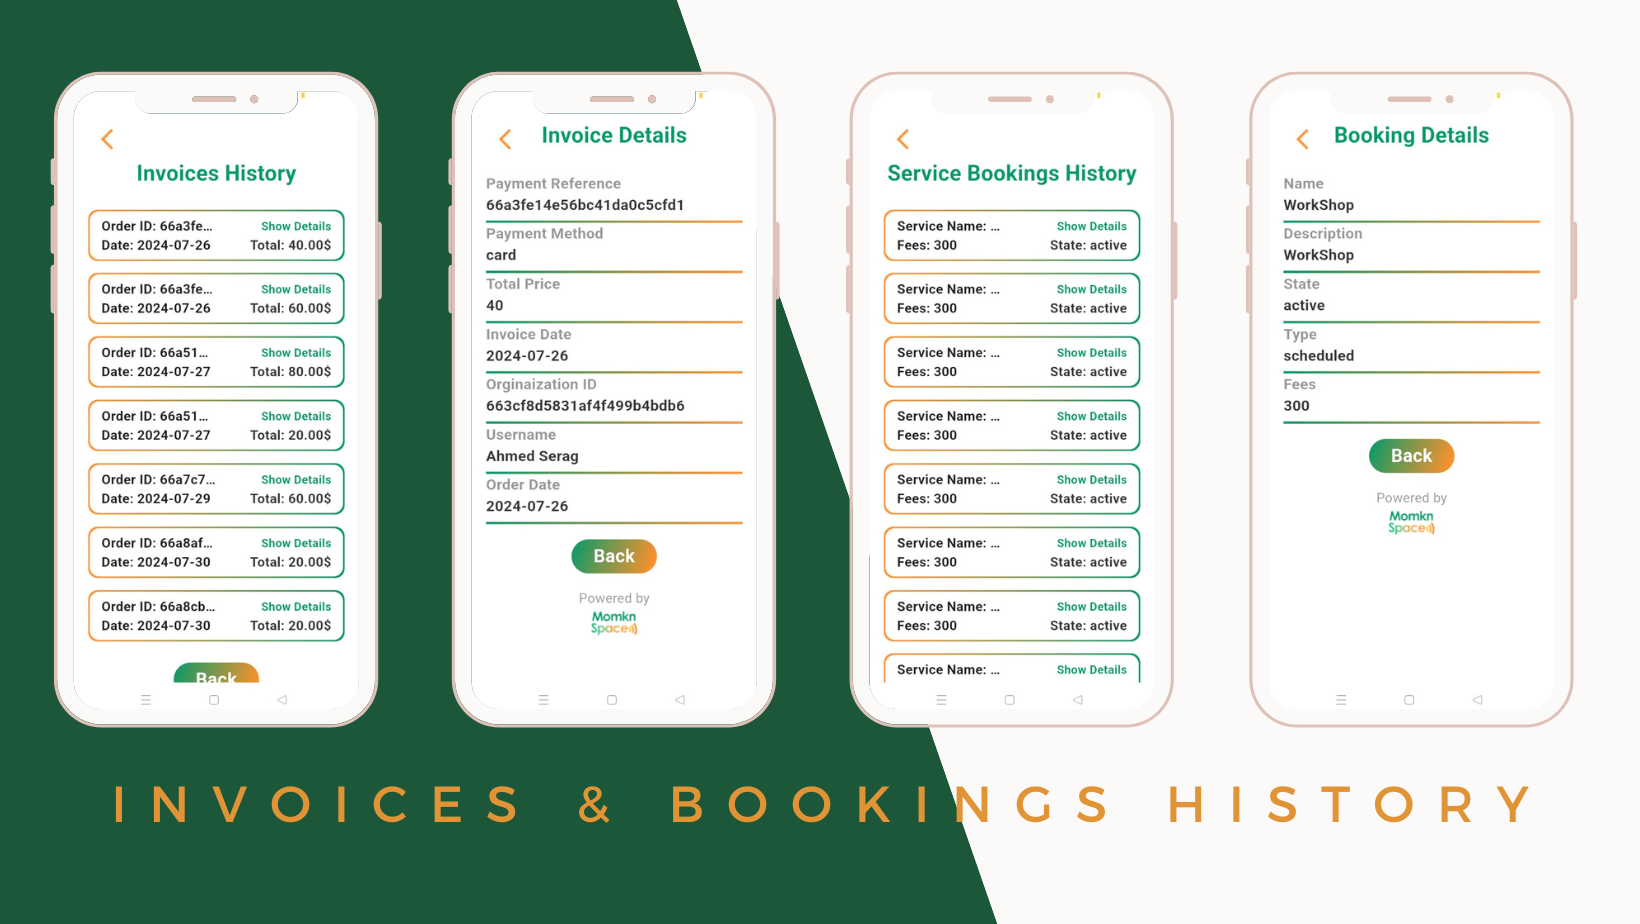 Invoices History
Order ID: 66a3fe...
Show Details
Date: 2024-07-26
Total: 40.00$
Order ID: 66a3fe...
Show Details
Date: 2024-07-26
Total: 60.00$
Order ID: 66a51...
Show Details
Date: 2024-07-27
Total: 80.00$
Order ID: 66a51...
Show Details
Date: 2024-07-27
Total: 20.00$
Order ID: 66a7c7...
Show Details
Date: 2024-07-29
Total: 60.00$
Order ID: 66a8af...
Show Details
Date: 2024-07-30
Total: 20.00$
Order ID: 66a8cb...
Show Details
Date: 2024-07-30
Total: 20.00$
Back
Invoice Details
Payment Reference
66a3fe14e56bc41da0c5cfd1
Payment Method
card
Total Price
40
Invoice Date
2024-07-26
Orginaization ID
663cf8d5831af4f499b4bdb6
Username
Ahmed Serag
Order Date
2024-07-26
Back
Powered by
Momkn
Space
Service Bookings History
Service Name: ...
Show Details
Fees: 300
State: active
Service Name: ...
Show Details
Fees: 300
State: active
Service Name: ...
Show Details
Fees: 300
State: active
Service Name: ...
Show Details
Fees: 300
State: active
Service Name: ...
Show Details
Fees: 300
State: active
Service Name: ...
Show Details
Fees: 300
State: active
Service Name: ...
Show Details
Fees: 300
State: active
Service Name: ...
Show Details
Booking Details
Name
WorkShop
Description
WorkShop
State
active
Type
scheduled
Fees
300
Back
Powered by
Momkn
Space
INVOICES & BOOKINGS HISTORY